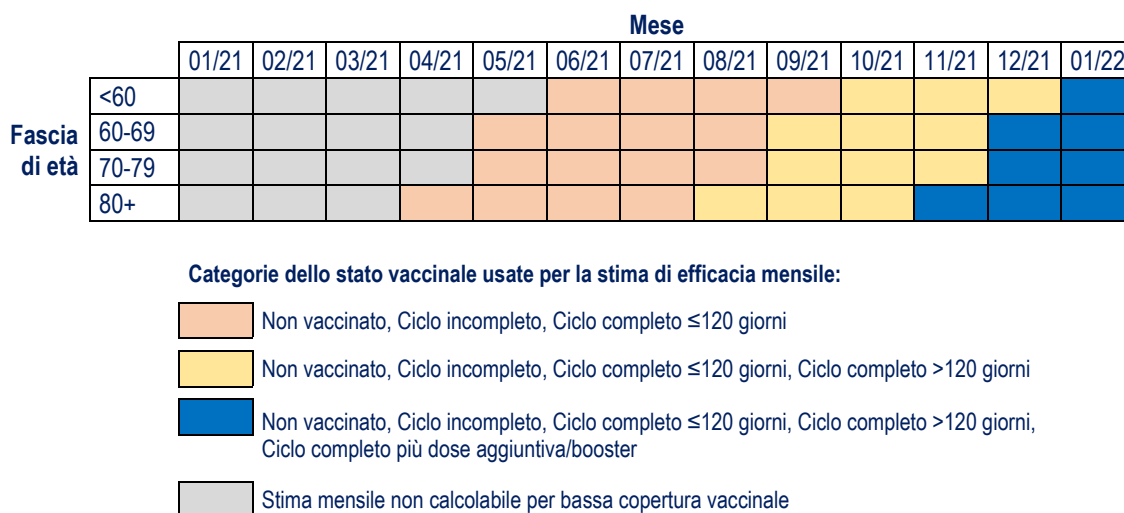 Mese
01/21 02/21 03/21 04/21 05/21 06/21 07/21 08/21 09/21 10/21 11/21 12/21 01/22
Fascia di età
<60
60-69
70-79
80+
Categorie dello stato vaccinale usate per la stima di efficacia mensile:
Non vaccinato, Ciclo incompleto, Ciclo completo ≤120 giorni
Non vaccinato, Ciclo incompleto, Ciclo completo ≤120 giorni, Ciclo completo >120 giorni
Non vaccinato, Ciclo incompleto, Ciclo completo ≤120 giorni, Ciclo completo >120 giorni,
Ciclo completo più dose aggiuntiva/booster
Stima mensile non calcolabile per bassa copertura vaccinale